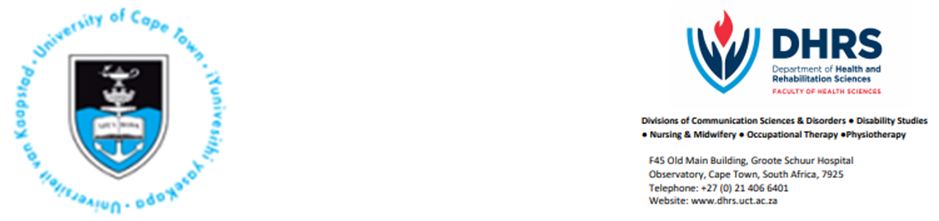 University of Cape Town · iYunivesithi yaseKapa · Universiteit van Kaapstad ·
DHRS
Department of Health and
Rehabilitation Sciences
FACULTY OF HEALTH SCIENCES
Divisions of Communication Sciences & Disorders ● Disability Studies
● Nursing & Midwifery ● Occupational Therapy ●Physiotherapy
F45 Old Main Building, Groote Schuur Hospital
Observatory, Cape Town, South Africa, 7925
Telephone: +27 (0) 21 406 6401
Website: www.dhrs.uct.ac.za